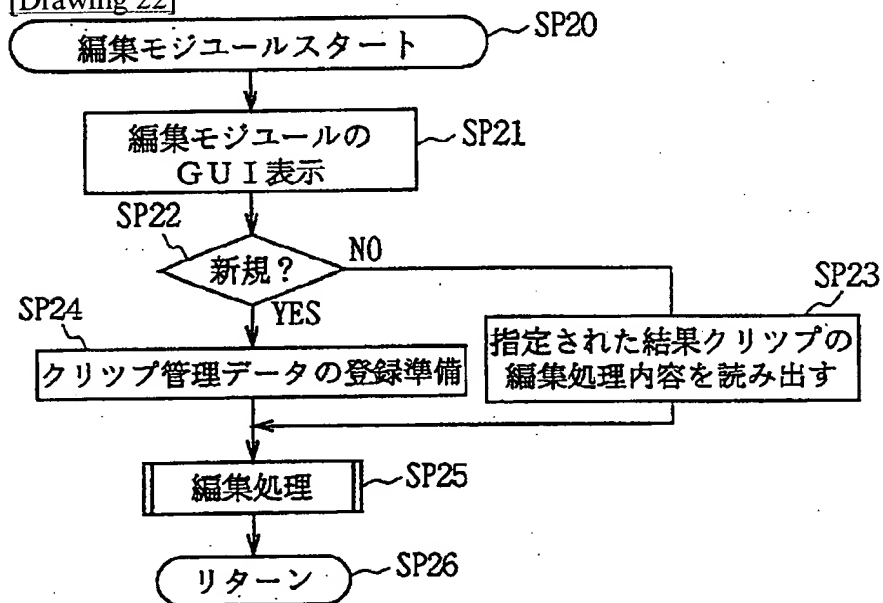 [Drawing 22]
編集モジユールスタート
SP20
編集モジユールの
GUI表示
SP21
SP22
新規?
NO
YES
SP23
指定された結果クリツプの
編集処理内容を読み出す
SP24
クリツプ管理データの登録準備
編集処理
SP25
リターン
SP26